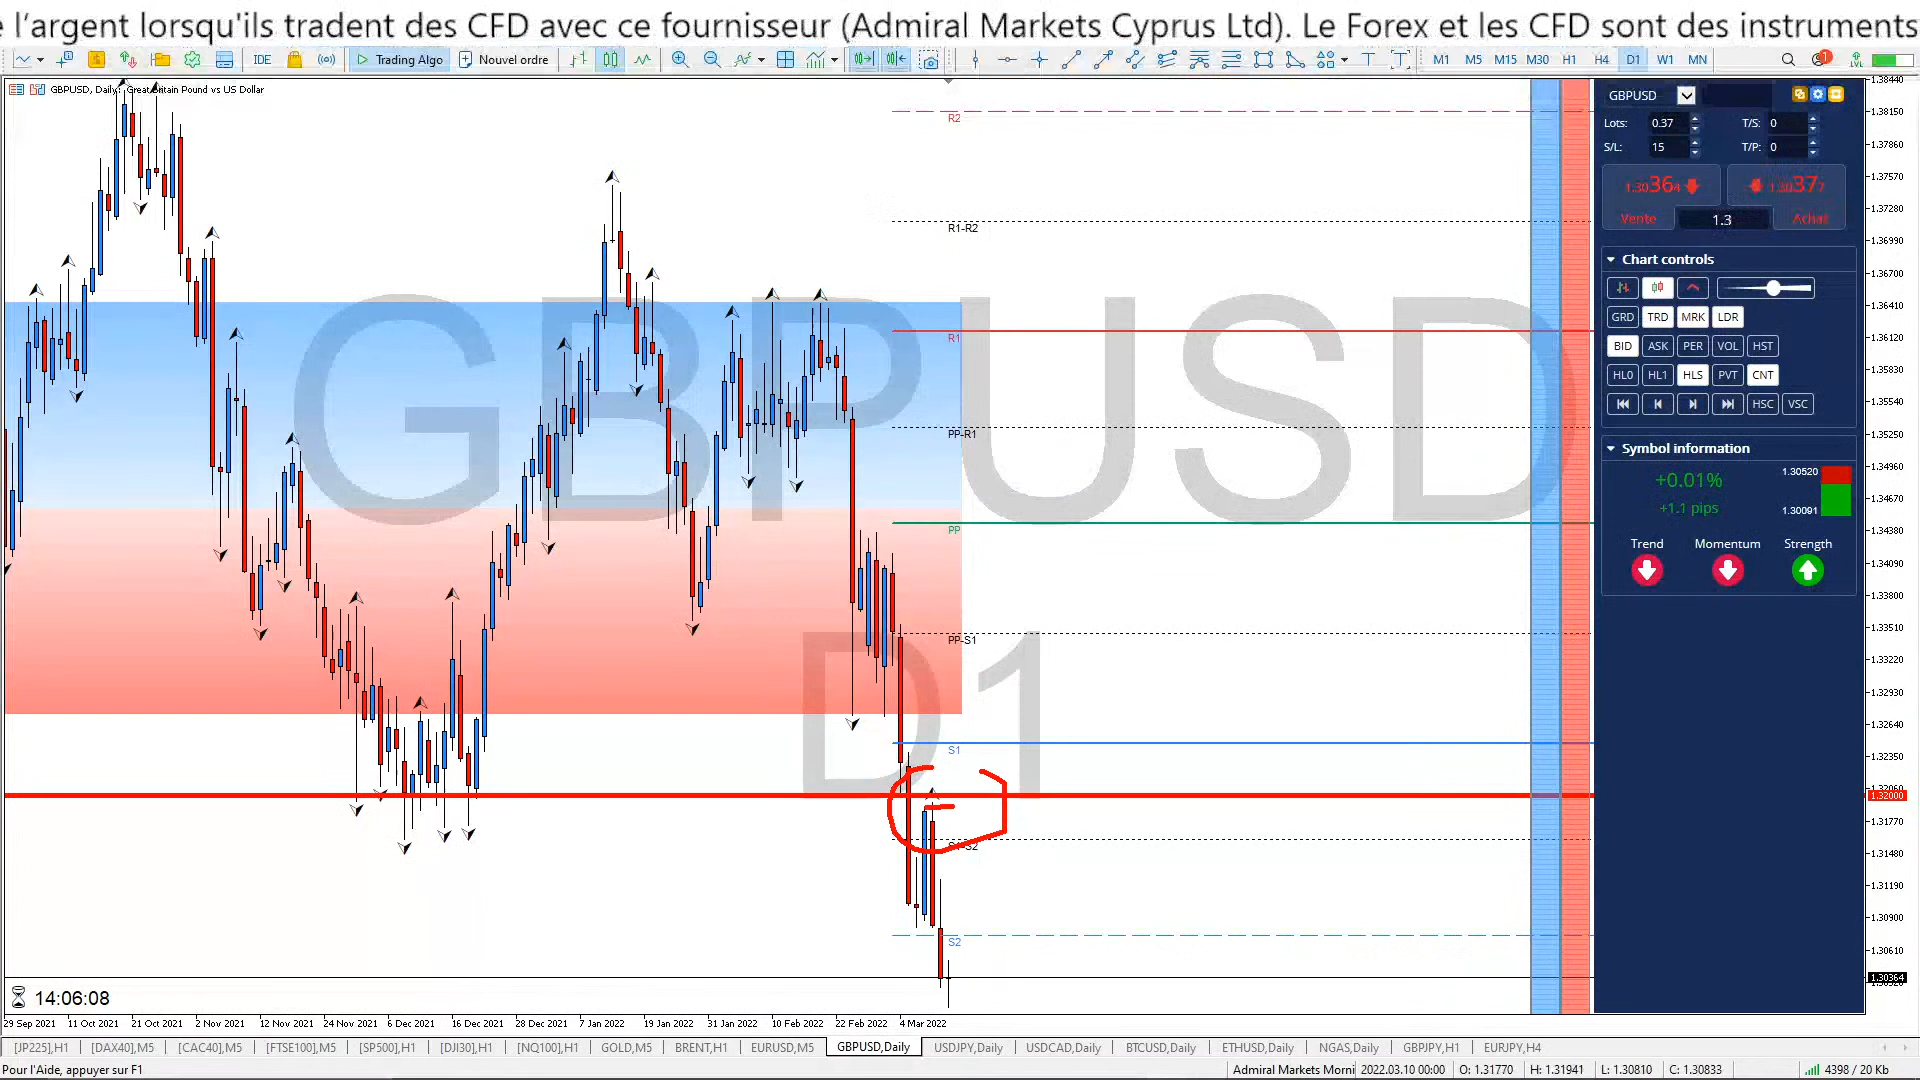 l’argent lorsqu'ils tradent des CFD avec ce fournisseur (Admiral Markets Cyprus Ltd). Le Forex et les CFD sont des instruments
IDE Trading Algo Nouvel ordre M1 M5 M15 M30 H1 H4 D1 W1 MN
GBPUSD, Daily: Great Britain Pound vs US Dollar
GBPUSD
D1
R2
R1-R2
R1
PP-R1
PP
PP-S1
S1
S1-S2
S2
14:06:08
29 Sep 2021 11 Oct 2021 21 Oct 2021 2 Nov 2021 12 Nov 2021 24 Nov 2021 6 Dec 2021 16 Dec 2021 28 Dec 2021 7 Jan 2022 19 Jan 2022 31 Jan 2022 10 Feb 2022 22 Feb 2022 4 Mar 2022
GBPUSD
Lots: 0.37 T/S: 0
S/L: 15 T/P: 0
1.30364 1.30377
Vente 1.3 Achat
Chart controls
GRD TRD MRK LDR
BID ASK PER VOL HST
HL0 HL1 HLS PVT CNT
HSC VSC
Symbol information
+0.01% 1.30520
+1.1 pips 1.30091
Trend Momentum Strength
1.38440
1.38150
1.37860
1.37570
1.37280
1.36990
1.36700
1.36410
1.36120
1.35830
1.35540
1.35250
1.34960
1.34670
1.34380
1.34090
1.33800
1.33510
1.33220
1.32930
1.32640
1.32350
1.32060
1.32000
1.31770
1.31480
1.31190
1.30900
1.30610
1.30364
[JP225],H1 [DAX40],M5 [CAC40],M5 [FTSE100],M5 [SP500],H1 [DJI30],H1 [NQ100],H1 GOLD,M5 BRENT,H1 EURUSD,M5 GBPUSD,Daily USDJPY,Daily USDCAD,Daily BTCUSD,Daily ETHUSD,Daily NGAS,Daily GBPJPY,H1 EURJPY,H4
Pour l'Aide, appuyer sur F1 Admiral Markets Morni 2022.03.10 00:00 O: 1.31770 H: 1.31941 L: 1.30810 C: 1.30833 4398 / 20 Kb